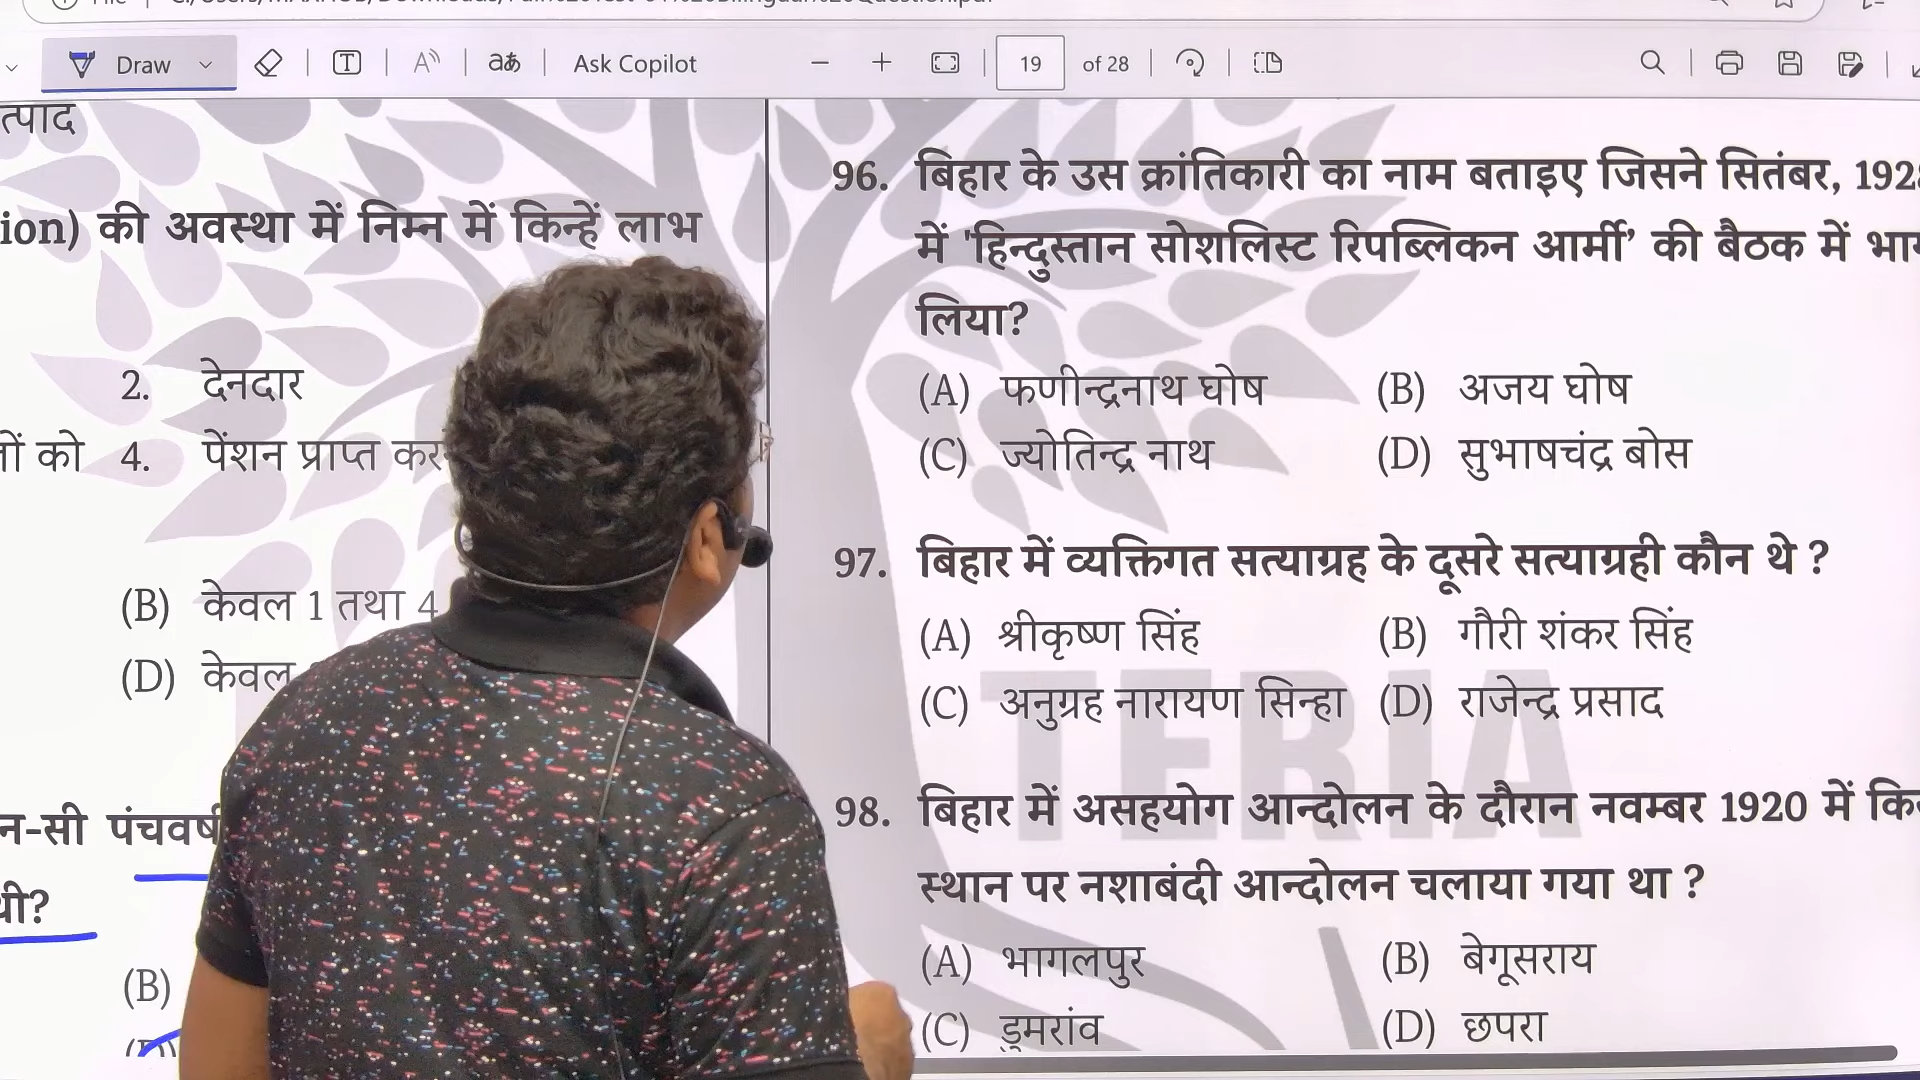 Draw
Ask Copilot
19
of 28
त्पाद
ion) की अवस्था में निम्न में किन्हें लाभ
2. देनदार
4. पेंशन प्राप्त
को
(B) केवल 1 तथा 4
(D) केवल
न-सी पंचवर्षी
थी?
(B)
(D)
96. बिहार के उस क्रांतिकारी का नाम बताइए जिसने सितंबर, 192
में 'हिन्दुस्तान सोशलिस्ट रिपब्लिकन आर्मी’ की बैठक में भा
लिया?
(A) फणीन्द्रनाथ घोष (B) अजय घोष
(C) ज्योतिन्द्र नाथ (D) सुभाषचंद्र बोस
97. बिहार में व्यक्तिगत सत्याग्रह के दूसरे सत्याग्रही कौन थे ?
(A) श्रीकृष्ण सिंह (B) गौरी शंकर सिंह
(C) अनुग्रह नारायण सिन्हा (D) राजेन्द्र प्रसाद
TERIA
98. बिहार में असहयोग आन्दोलन के दौरान नवम्बर 1920 में कि
स्थान पर नशाबंदी आन्दोलन चलाया गया था ?
(A) भागलपुर (B) बेगूसराय
(C) डुमरांव (D) छपरा